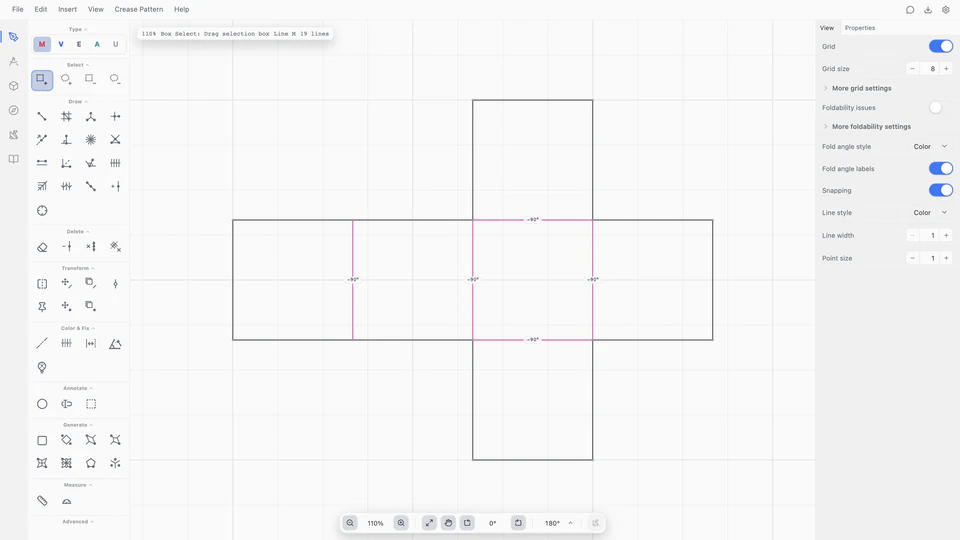 File Edit Insert View Crease Pattern Help
Type
M V E A U
Select
Draw
Delete
Transform
Color & Fix
Annotate
Generate
Measure
Advanced
110% Box Select: Drag selection box Line M 19 lines
-90°
-90° -90° -90°
-90°
110% 0° 180°
View Properties
Grid
Grid size 8
More grid settings
Foldability issues
More foldability settings
Fold angle style Color
Fold angle labels
Snapping
Line style Color
Line width 1
Point size 1